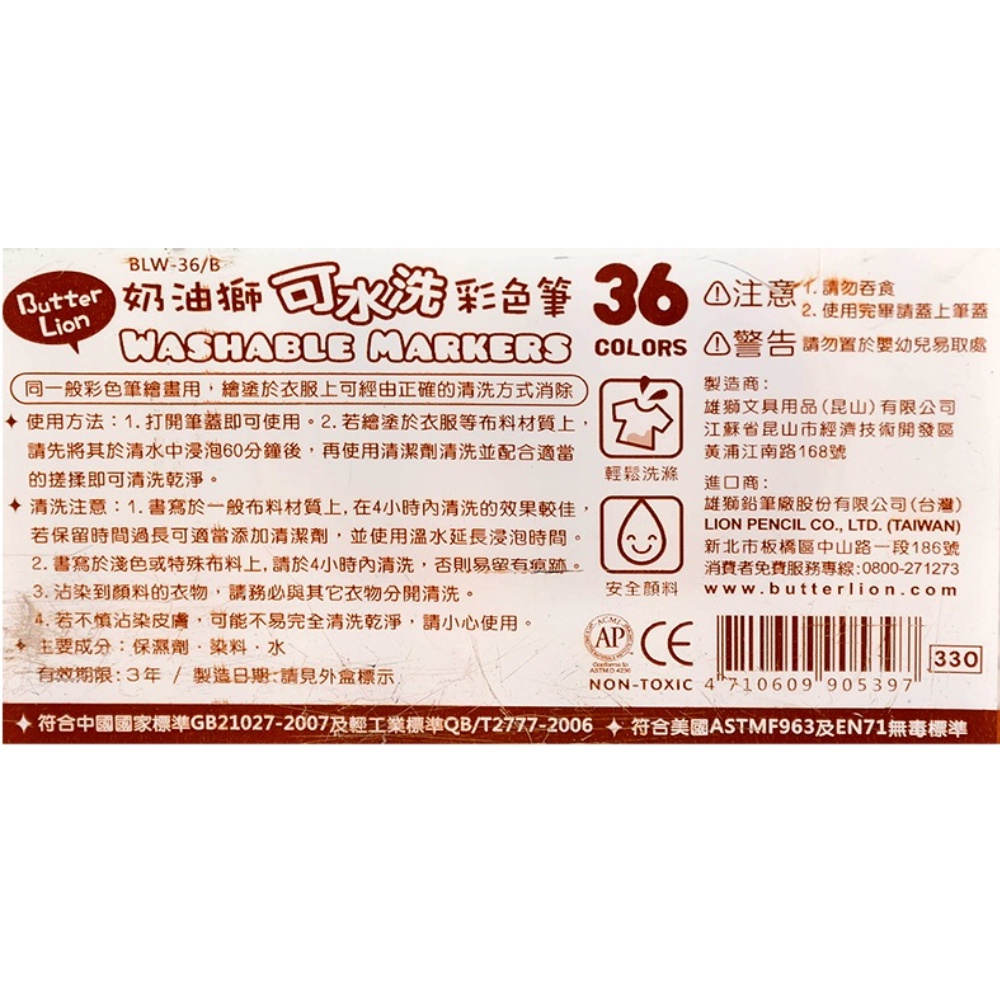 BLW-36/B
Butter
Lion
奶油獅 可水洗 彩色筆
WASHABLE MARKERS
36
COLORS
注意 1. 請勿吞食
2. 使用完畢請蓋上筆蓋
警告 請勿置於嬰幼兒易取處
同一般彩色筆繪畫用，繪塗於衣服上可經由正確的清洗方式消除
使用方法：1. 打開筆蓋即可使用。2. 若繪塗於衣服等布料材質上，
請先將其於清水中浸泡60分鐘後，再使用清潔劑清洗並配合適當
的搓揉即可清洗乾淨。
清洗注意：1. 書寫於一般布料材質上, 在4小時內清洗的效果較佳，
若保留時間過長可適當添加清潔劑，並使用溫水延長浸泡時間。
2. 書寫於淺色或特殊布料上, 請於4小時內清洗，否則易留有痕跡。
3. 沾染到顏料的衣物，請務必與其它衣物分開清洗。
4. 若不慎沾染皮膚，可能不易完全清洗乾淨，請小心使用。
主要成分：保濕劑．染料．水
有效期限: 3年 / 製造日期:請見外盒標示
輕鬆洗滌
安全顏料
製造商：
雄獅文具用品(昆山)有限公司
江蘇省昆山市經濟技術開發區
黃浦江南路168號
進口商：
雄獅鉛筆廠股份有限公司(台灣)
LION PENCIL CO., LTD. (TAIWAN)
新北市板橋區中山路一段186號
消費者免費服務專線:0800-271273
www.butterlion.com
ACMI
AP
Conforms to
ASTM D 4236
CE
NON-TOXIC
4 710609 905397
330
符合中國國家標準GB21027-2007及輕工業標準QB/T2777-2006 符合美國ASTMF963及EN71無毒標準